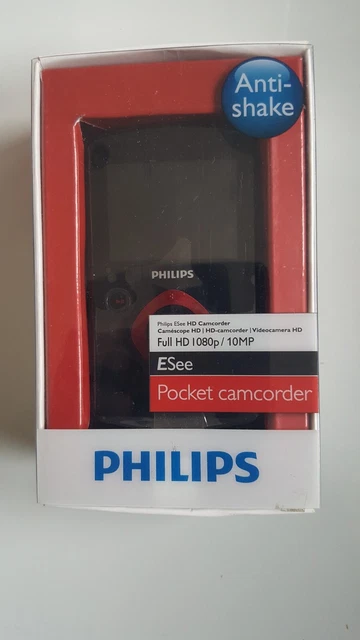 Anti-
shake
PHILIPS
Philips ESee HD Camcorder
Caméscope HD | HD-camcorder | Videocamera HD
Full HD 1080p / 10MP
ESee
Pocket camcorder
PHILIPS